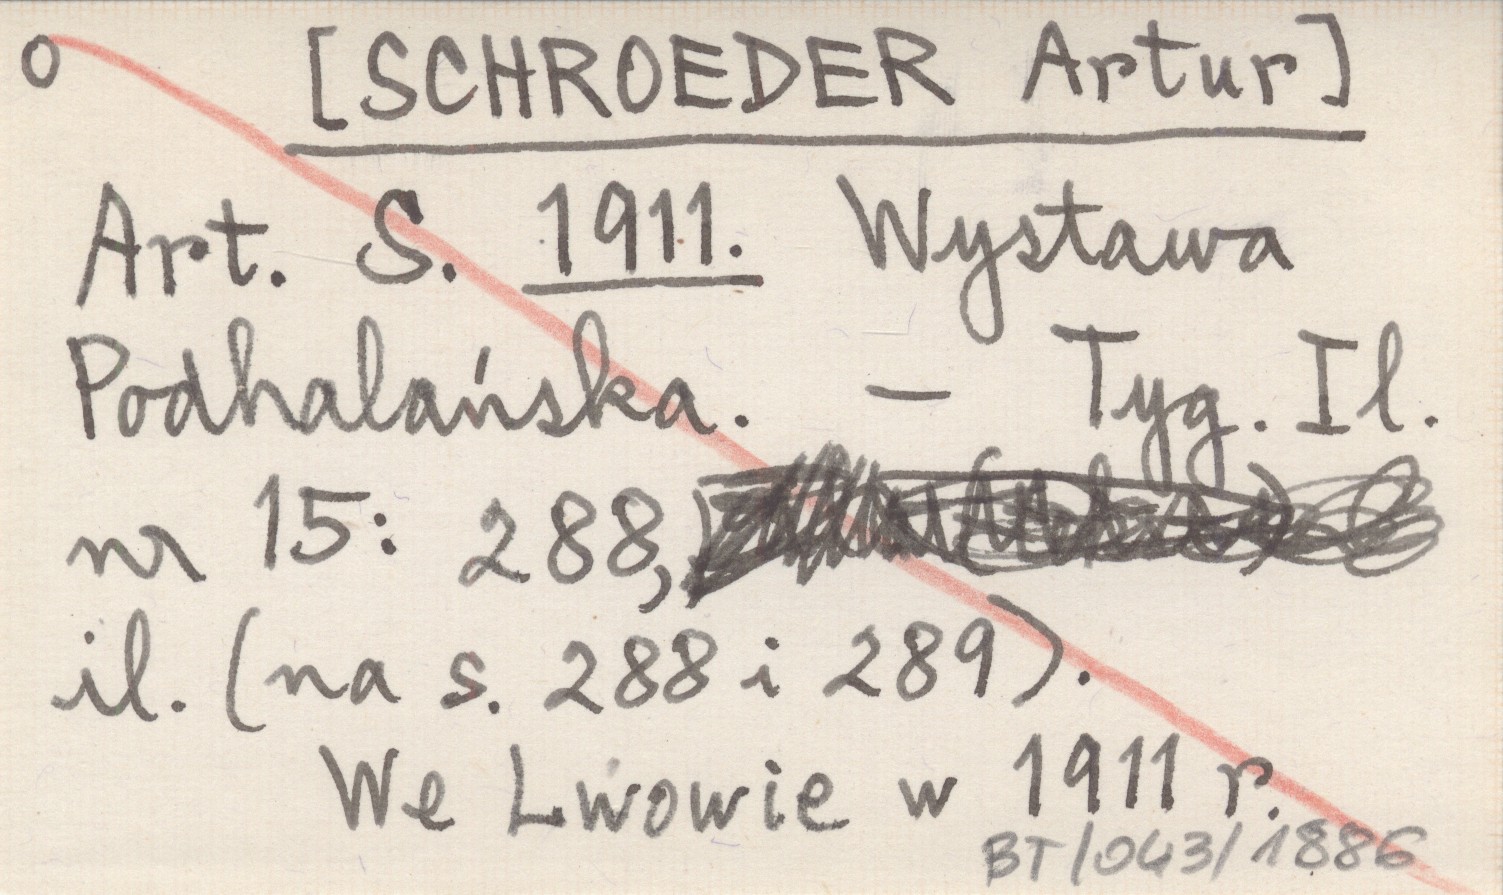 o [SCHROEDER Artur]
Art. S. 1911. Wystawa
Podhalańska. – Tyg. Il.
nr 15: 288,
il. (na s. 288 i 289).
We Lwowie w 1911 r.
BT/043/1886